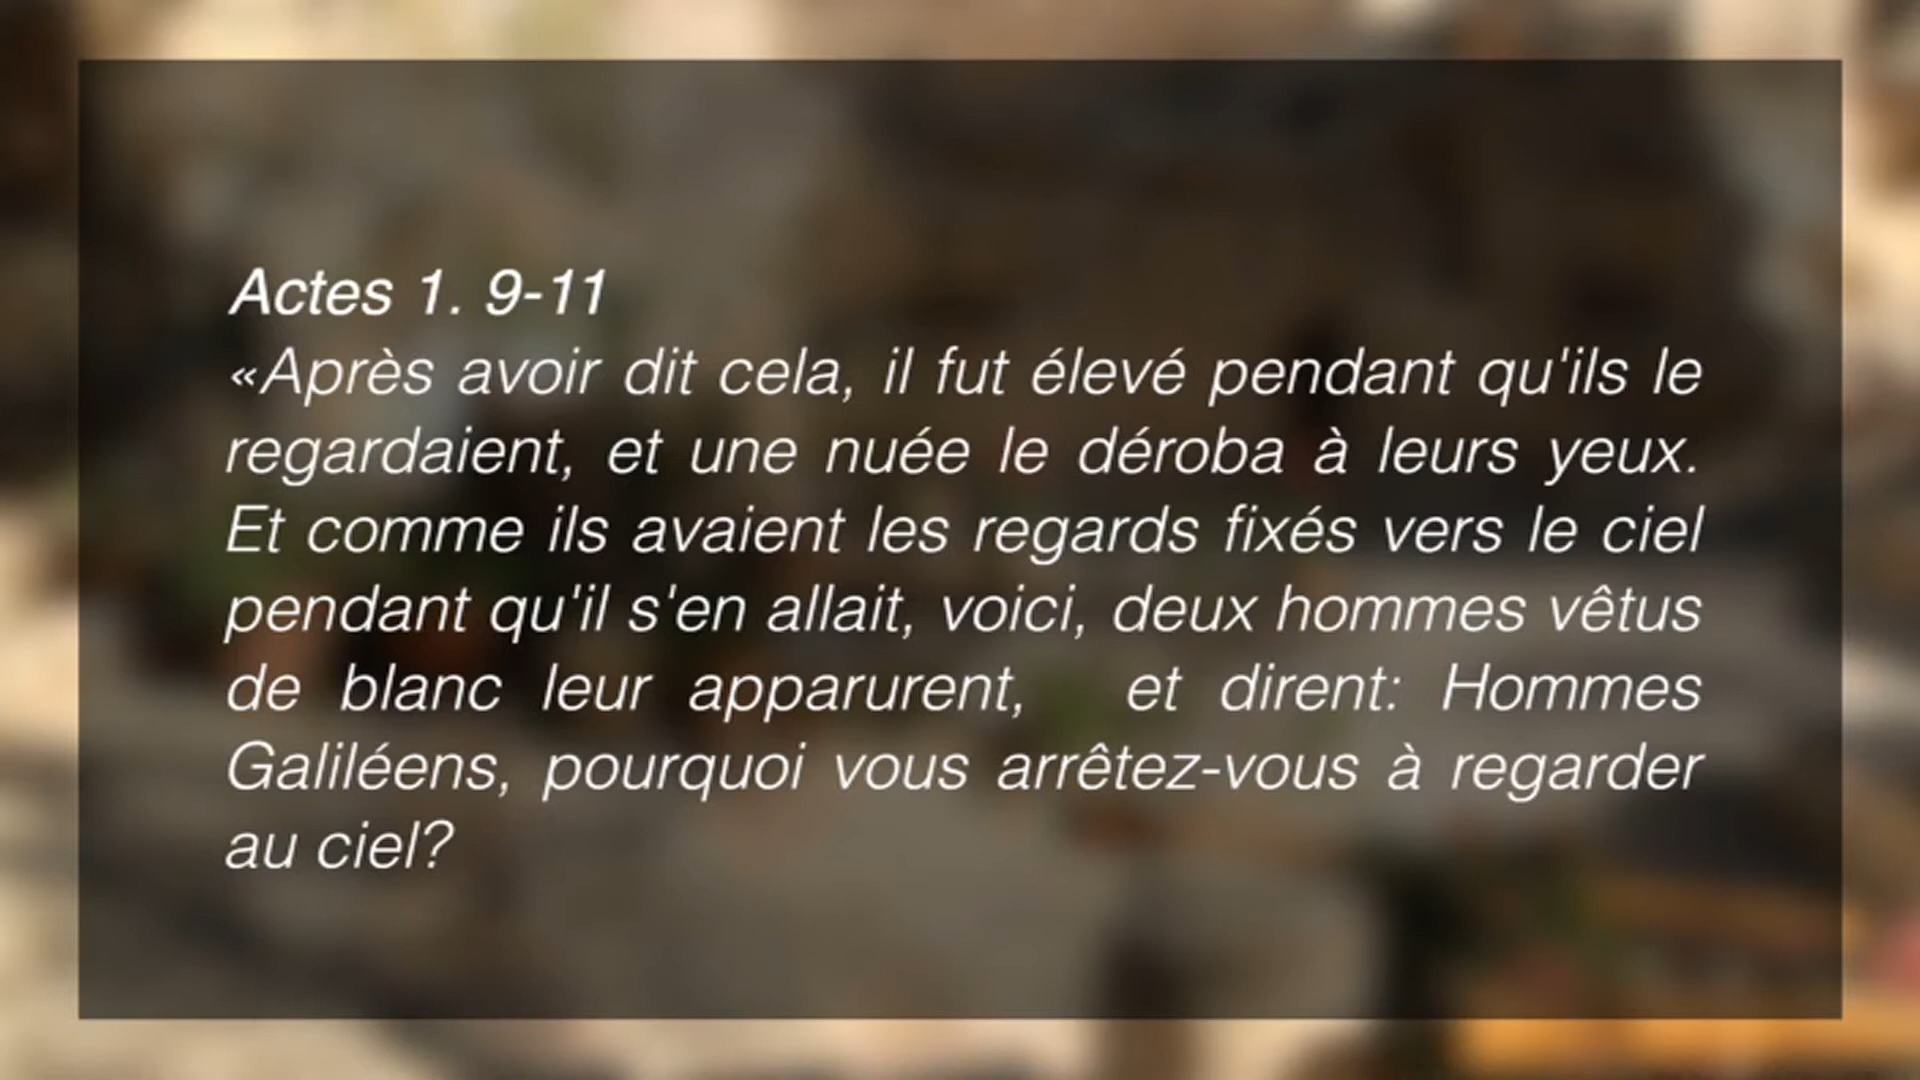 Actes 1. 9-11
«Après avoir dit cela, il fut élevé pendant qu'ils le
regardaient, et une nuée le déroba à leurs yeux.
Et comme ils avaient les regards fixés vers le ciel
pendant qu'il s'en allait, voici, deux hommes vêtus
de blanc leur apparurent, et dirent: Hommes
Galiléens, pourquoi vous arrêtez-vous à regarder
au ciel?